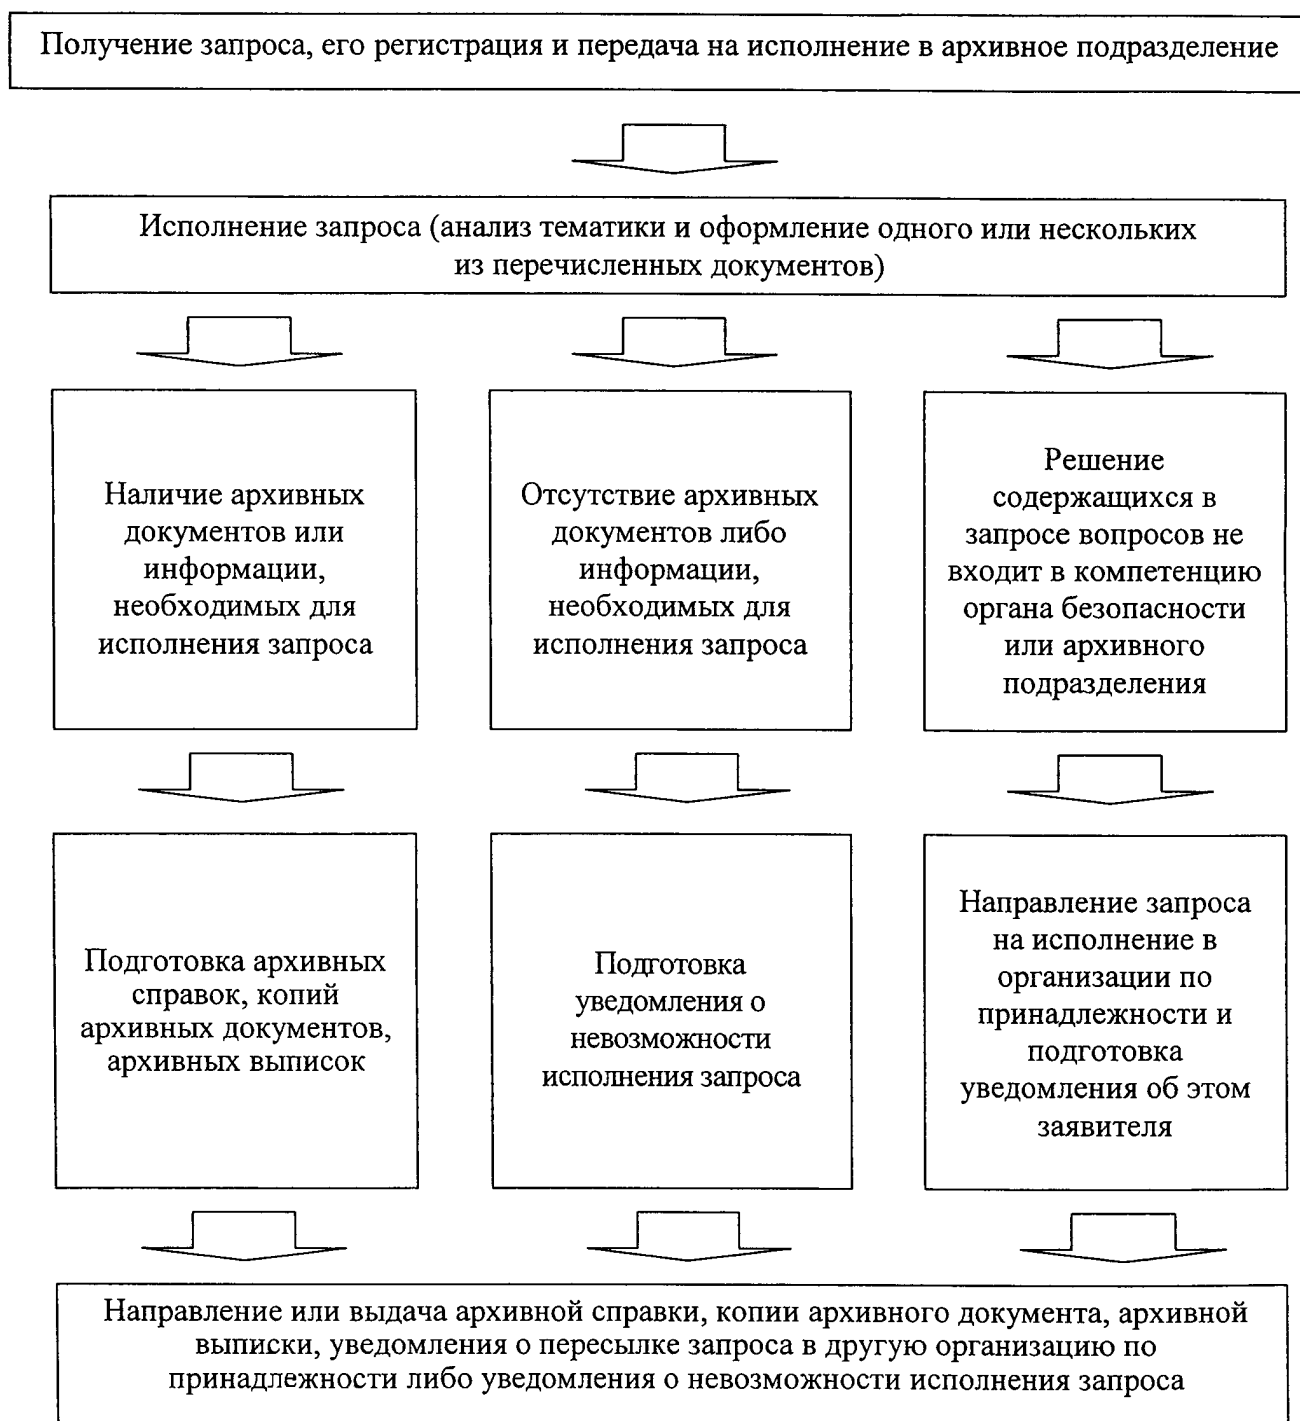 Получение запроса, его регистрация и передача на исполнение в архивное подразделение
Исполнение запроса (анализ тематики и оформление одного или нескольких
из перечисленных документов)
Наличие архивных
документов или
информации,
необходимых для
исполнения запроса
Отсутствие архивных
документов либо
информации,
необходимых для
исполнения запроса
Решение
содержащихся в
запросе вопросов не
входит в компетенцию
органа безопасности
или архивного
подразделения
Подготовка архивных
справок, копий
архивных документов,
архивных выписок
Подготовка
уведомления о
невозможности
исполнения запроса
Направление запроса
на исполнение в
организации по
принадлежности и
подготовка
уведомления об этом
заявителя
Направление или выдача архивной справки, копии архивного документа, архивной
выписки, уведомления о пересылке запроса в другую организацию по
принадлежности либо уведомления о невозможности исполнения запроса